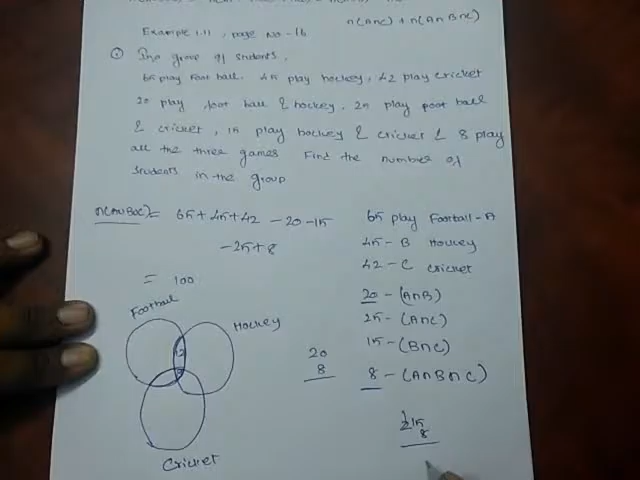 n(A∩C) + n(A∩B∩C)
Example 1.11, page No - 16
① In a group of students,
65 play foot ball. 45 play hockey, 42 play cricket
20 play foot ball & hockey. 25 play foot ball
& cricket, 15 play hockey & cricket & 8 play
all the three games Find the number of
students in the group
n(AUBUC) = 65 + 45 + 42 - 20 - 15
- 25 + 8
= 100
65 play Football - A
45 - B Hockey
42 - C cricket
20 - (A∩B)
25 - (A∩C)
15 - (B∩C)
8 - (A∩B∩C)
Football
Hockey
12
8
Cricket
20
8
25
8